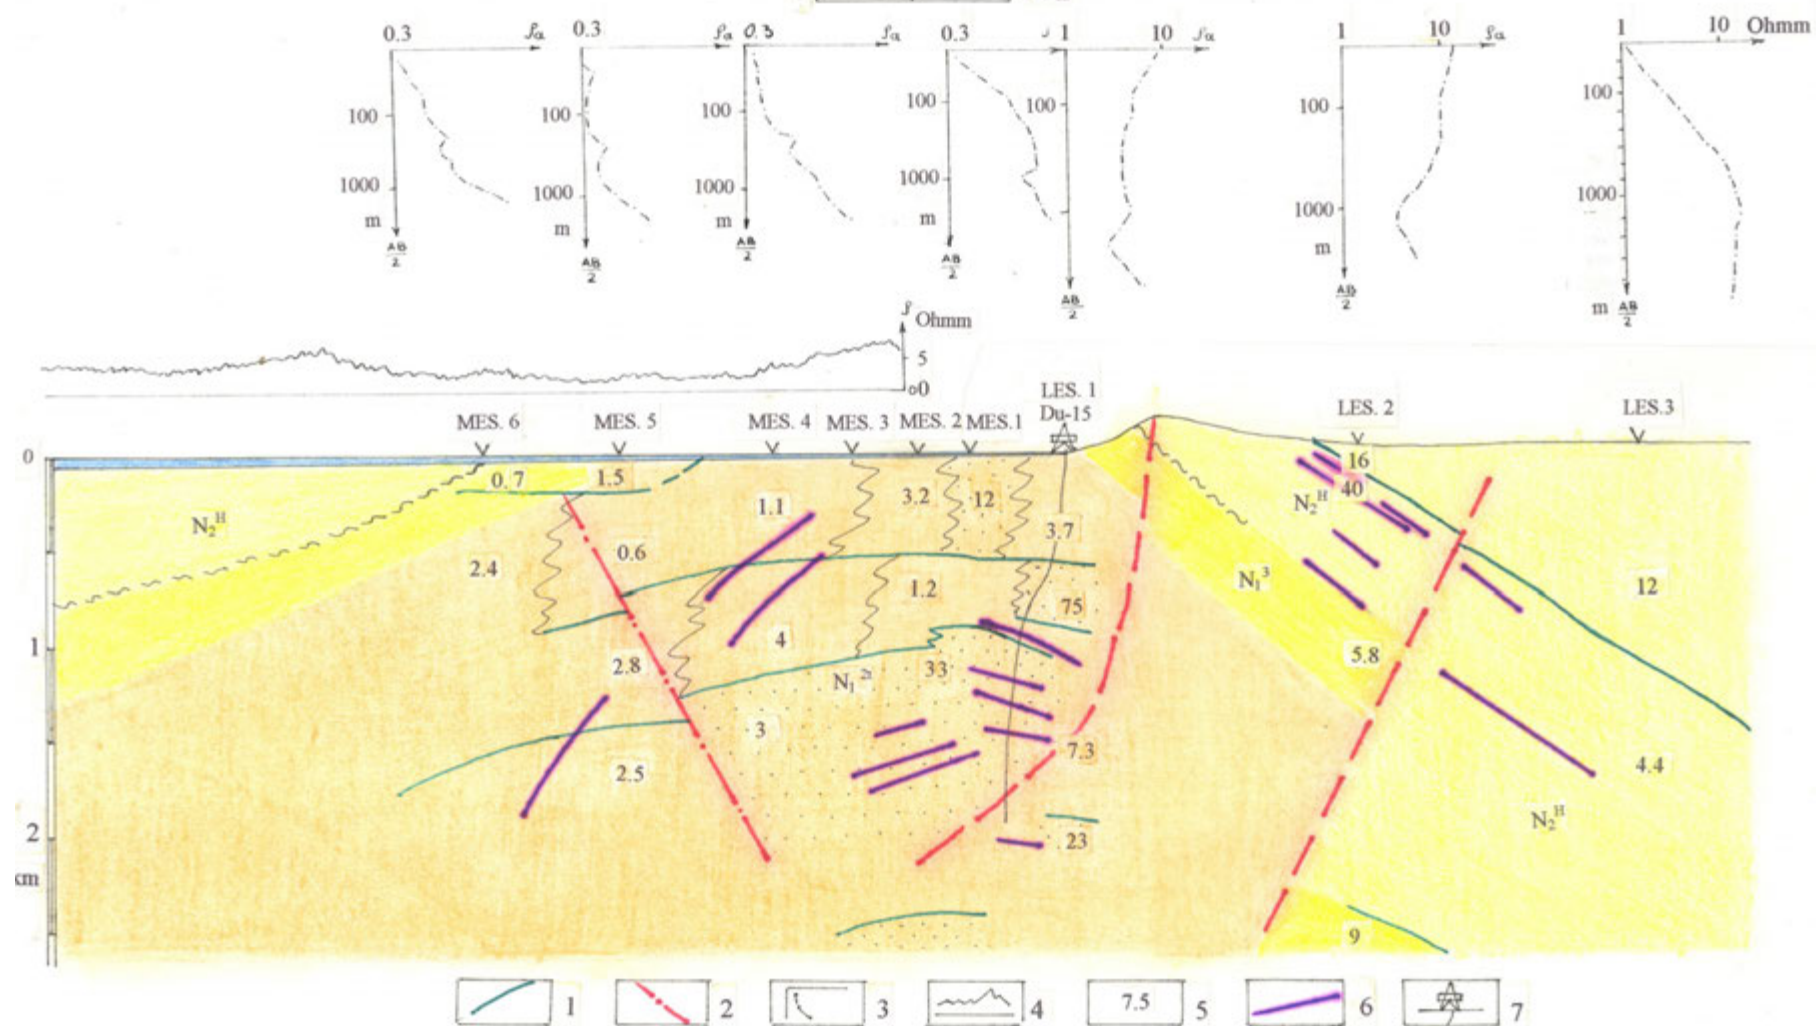 0.3 ρa 0.3 ρa 0.3 ρa 0.3 1 10 ρa 1 10 ρa 1 10 Ohmm
100 100 100 100 100 100 100
1000 1000 1000 1000 1000 1000
m m m m m m
AB/2 AB/2 AB/2 AB/2 AB/2 AB/2 AB/2
ρ Ohmm
5
0
MES. 6 MES. 5 MES. 4 MES. 3 MES. 2 MES.1 LES. 1 LES. 2 LES.3
Du-15
0
0.7 1.5 1.1 3.2 12 3.7 16
40
N₂ᴴ N₂ᴴ
2.4 0.6 1.2 75 N₁³ 12
1 2.8 4 N₁²ᵗ 33 5.8
3 7.3 4.4
2.5 N₂ᴴ
2 23
km
9
1 2 3 4 7.5 5 6 7